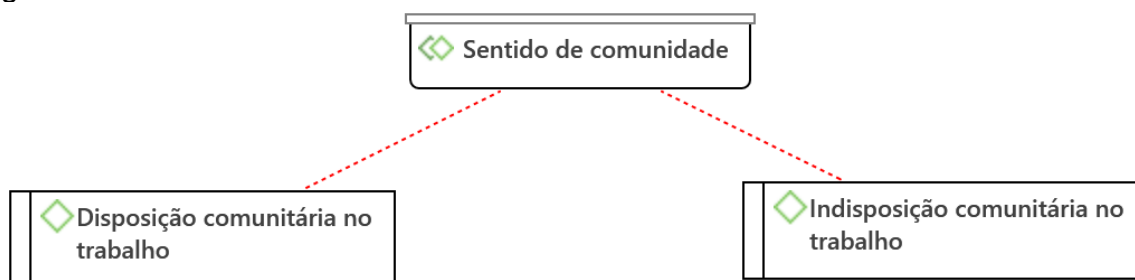 Sentido de comunidade
Disposição comunitária no
trabalho
Indisposição comunitária no
trabalho